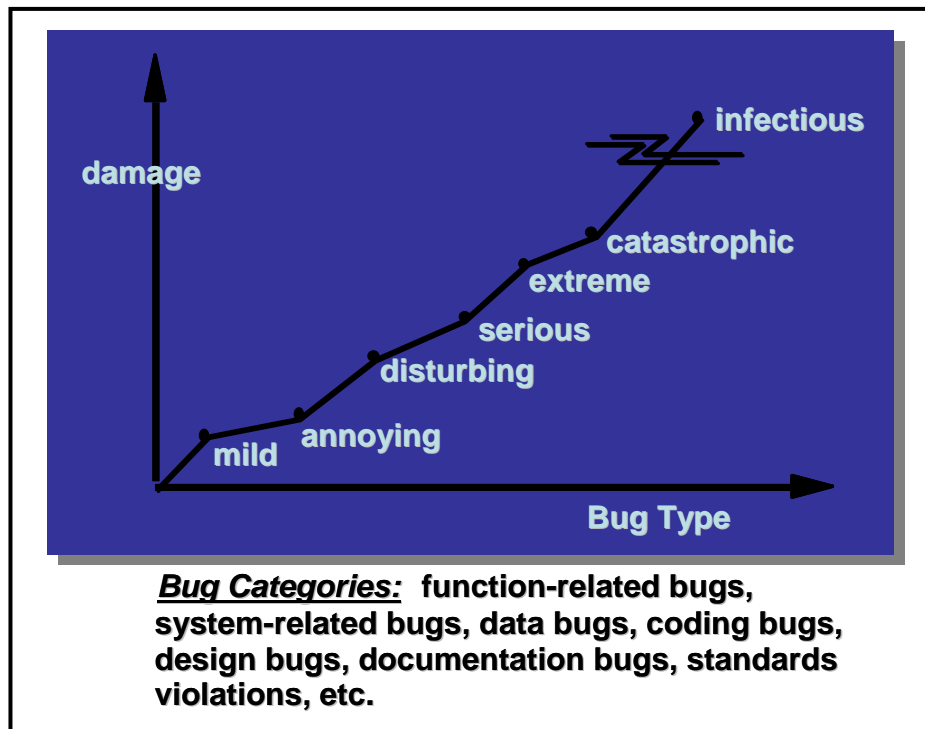 infectious
damage
catastrophic
extreme
serious
disturbing
annoying
mild
Bug Type
Bug Categories: function-related bugs,
system-related bugs, data bugs, coding bugs,
design bugs, documentation bugs, standards
violations, etc.